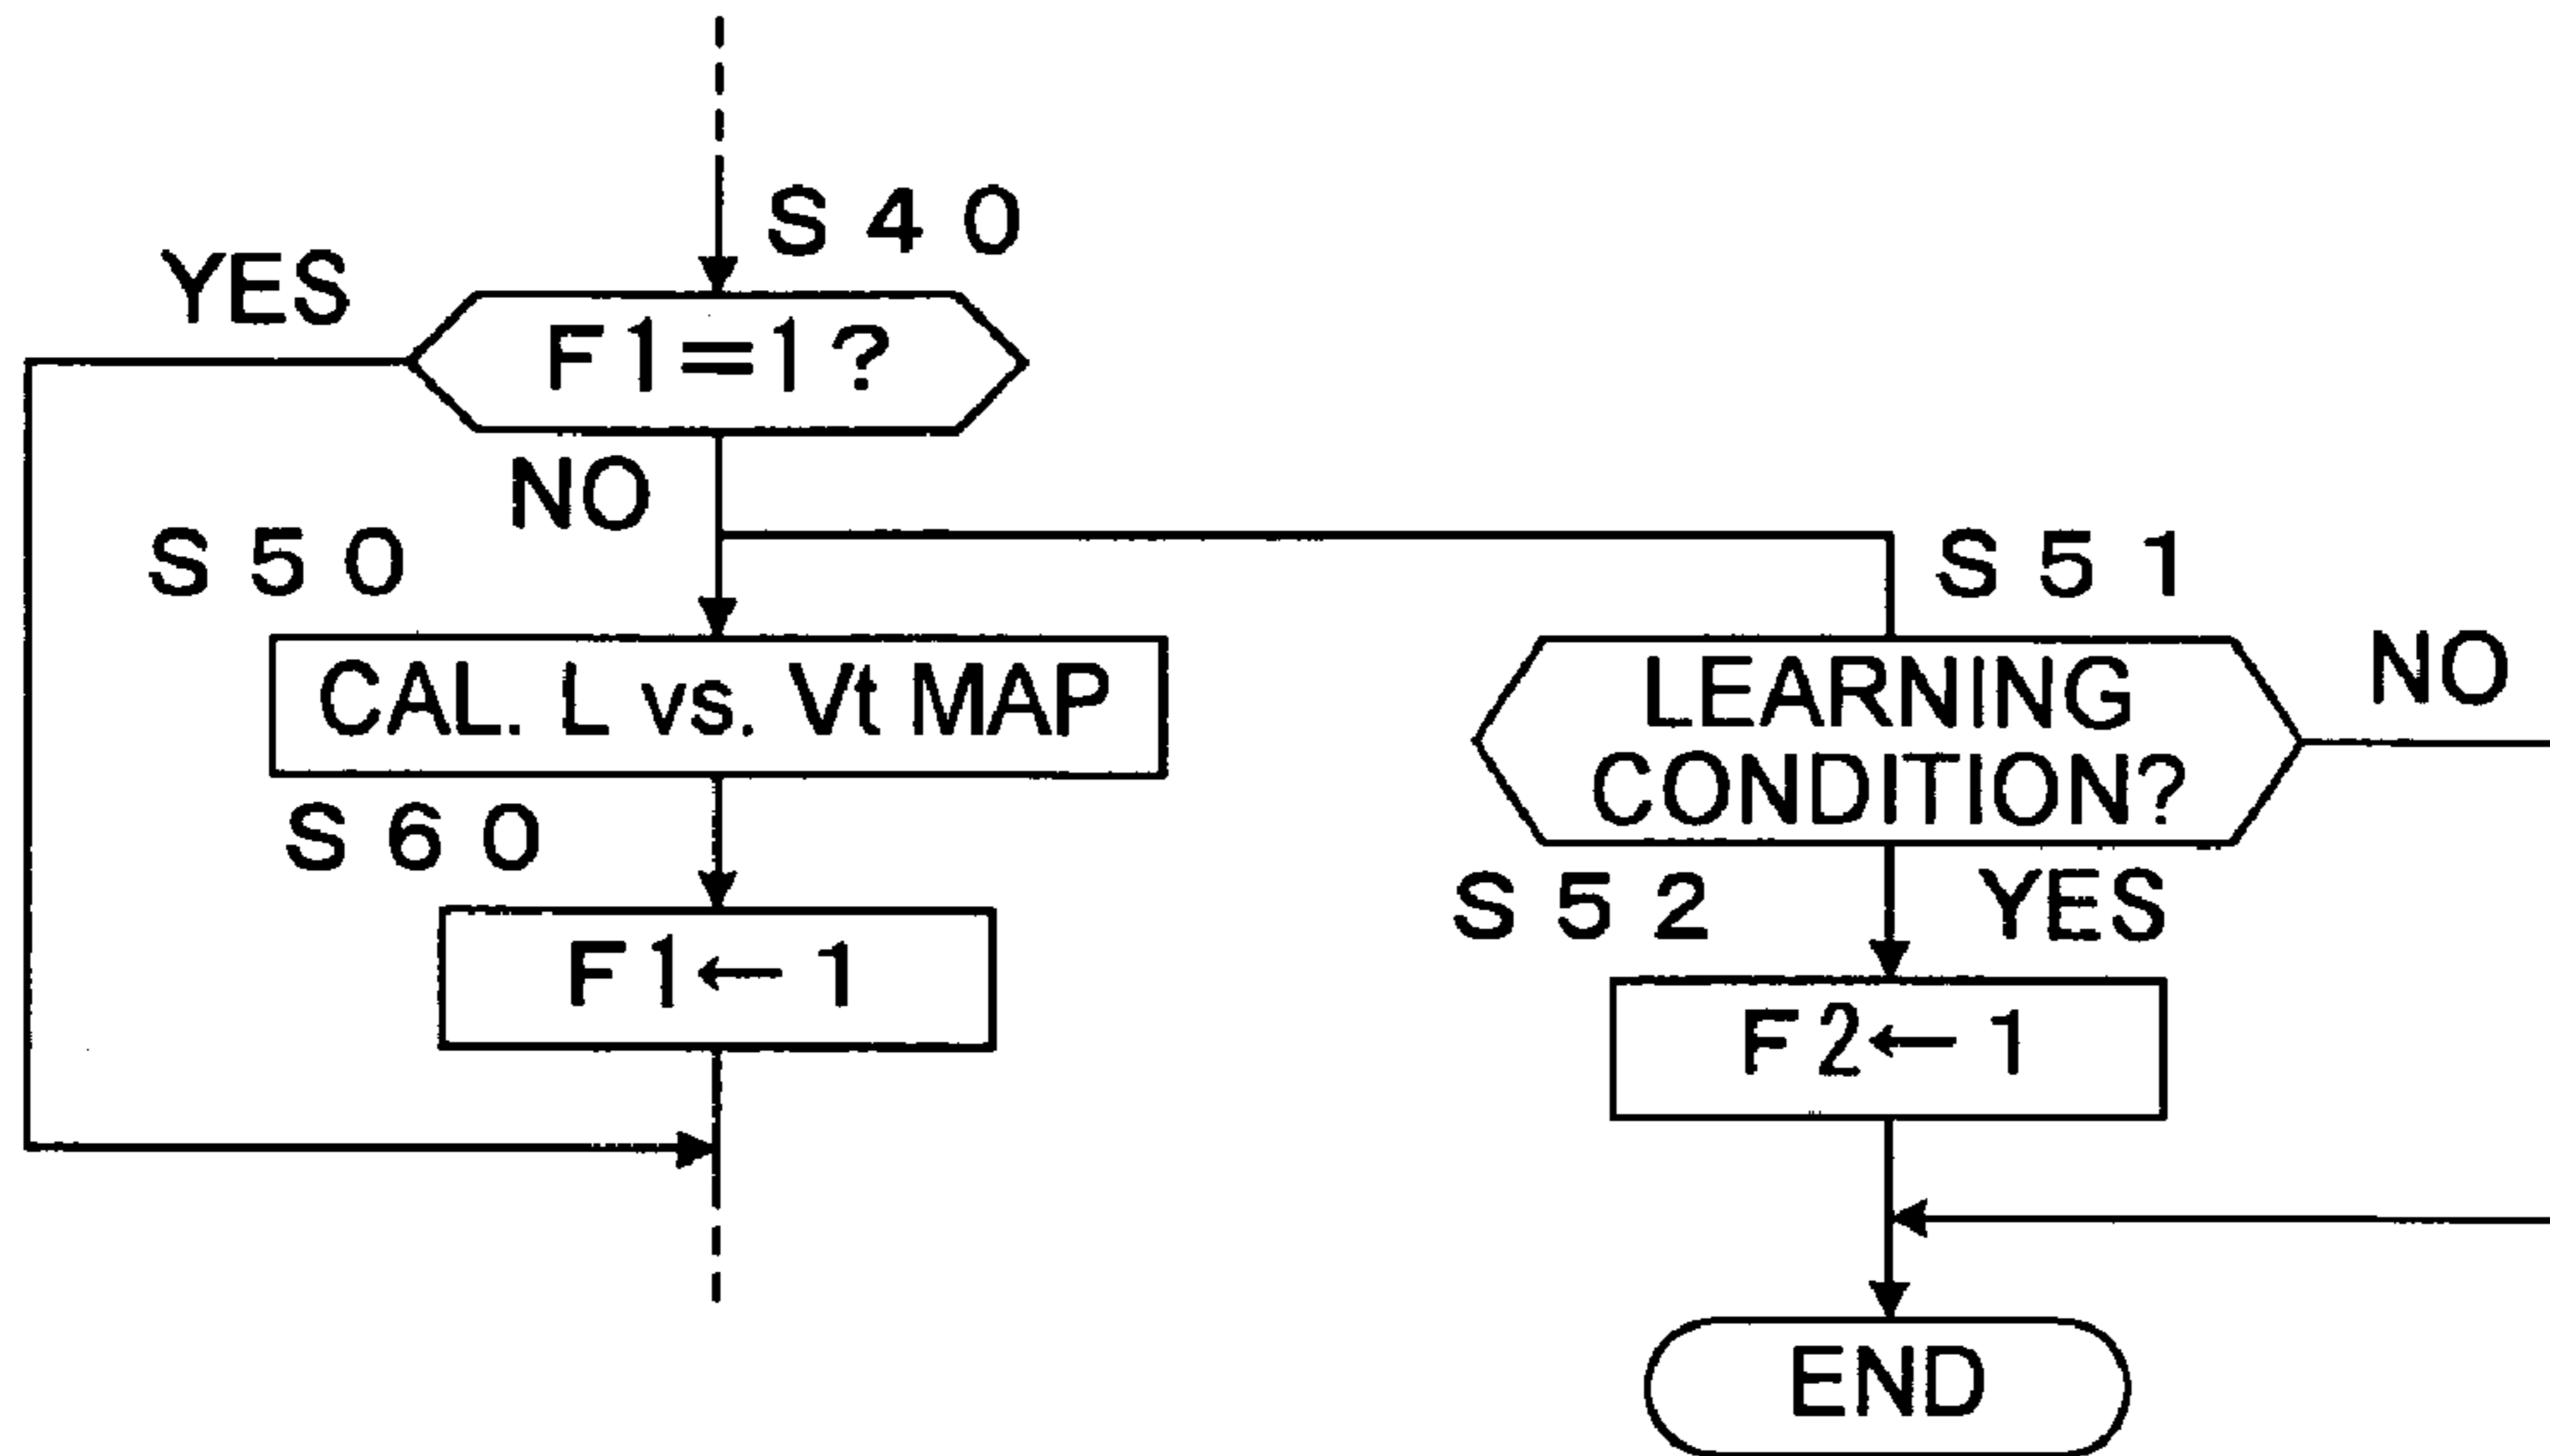 S40
YES
F1=1?
NO
S50
S51
CAL. L vs. Vt MAP
LEARNING
CONDITION?
NO
S60
S52
YES
F1←1
F2←1
END